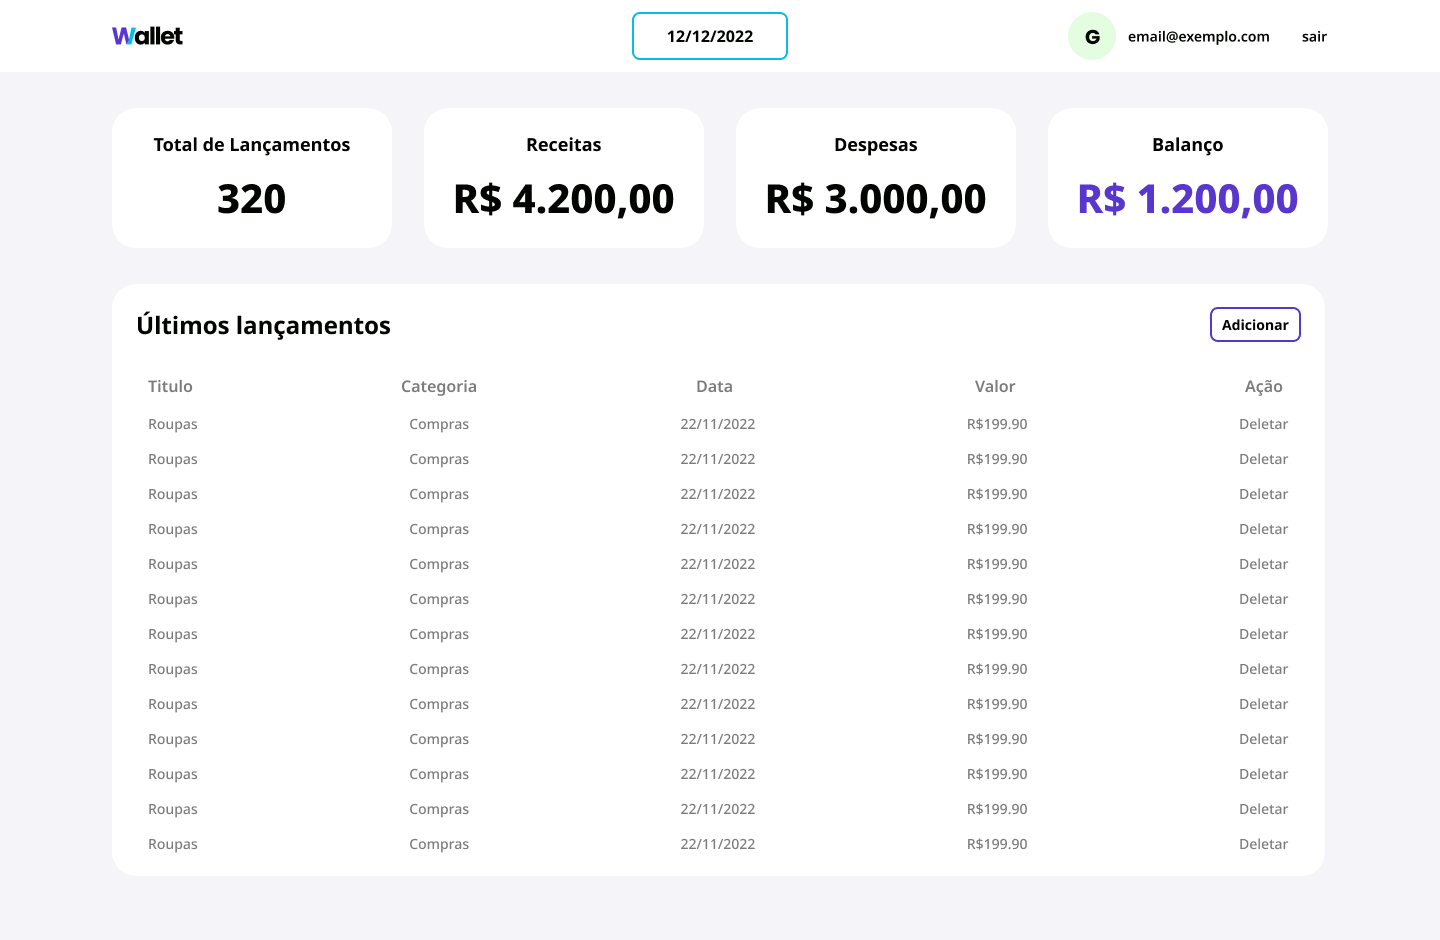 Wallet 12/12/2022 G email@exemplo.com sair
Total de Lançamentos Receitas Despesas Balanço
320 R$ 4.200,00 R$ 3.000,00 R$ 1.200,00
Últimos lançamentos Adicionar
Titulo Categoria Data Valor Ação
Roupas Compras 22/11/2022 R$199.90 Deletar
Roupas Compras 22/11/2022 R$199.90 Deletar
Roupas Compras 22/11/2022 R$199.90 Deletar
Roupas Compras 22/11/2022 R$199.90 Deletar
Roupas Compras 22/11/2022 R$199.90 Deletar
Roupas Compras 22/11/2022 R$199.90 Deletar
Roupas Compras 22/11/2022 R$199.90 Deletar
Roupas Compras 22/11/2022 R$199.90 Deletar
Roupas Compras 22/11/2022 R$199.90 Deletar
Roupas Compras 22/11/2022 R$199.90 Deletar
Roupas Compras 22/11/2022 R$199.90 Deletar
Roupas Compras 22/11/2022 R$199.90 Deletar
Roupas Compras 22/11/2022 R$199.90 Deletar